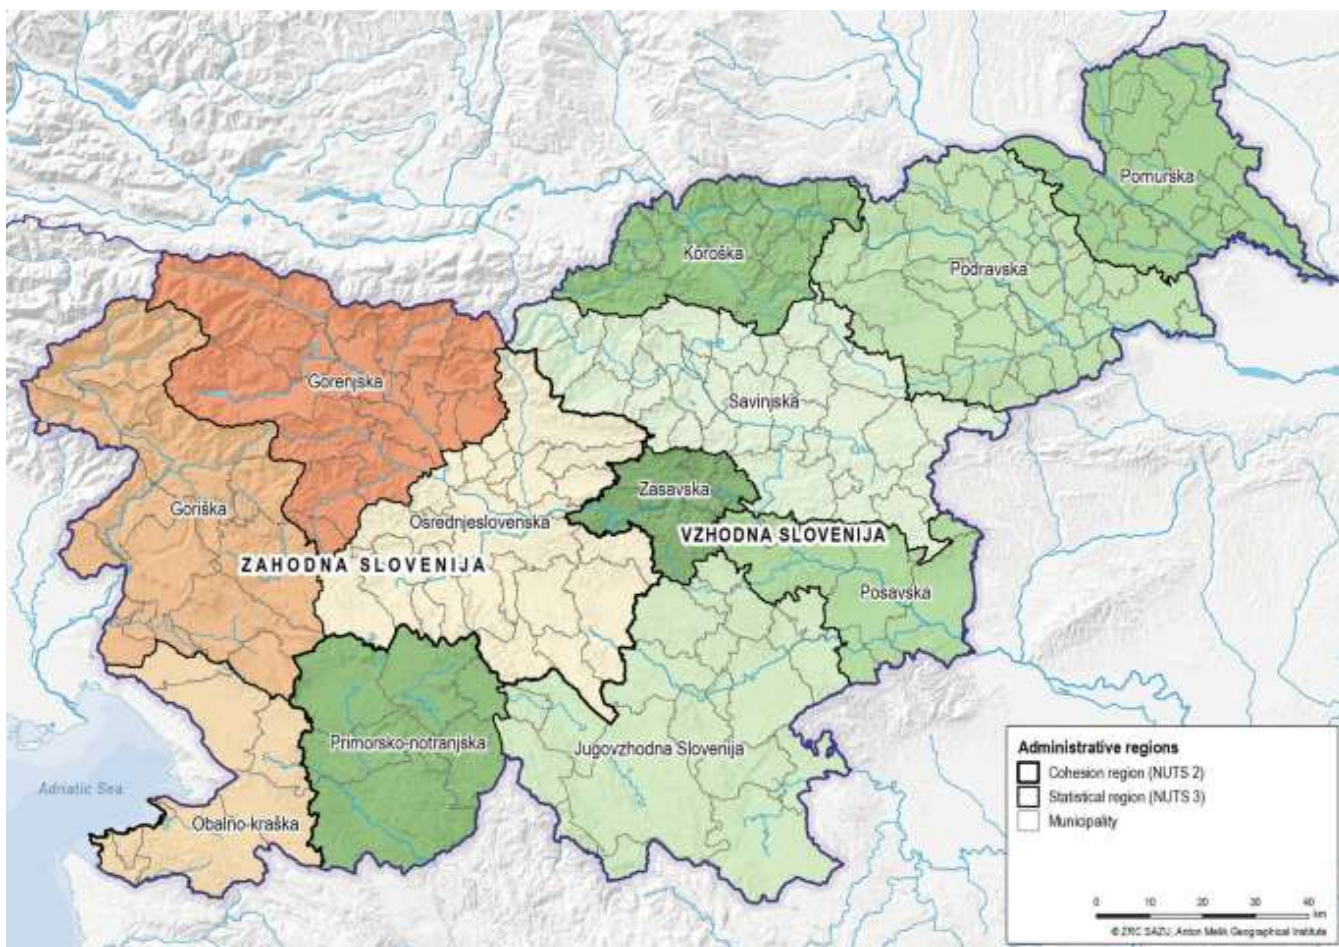 Pomurska
Koroška
Podravska
Gorenjska
Savinjska
Zasavska
Goriška
Osrednjeslovenska
VZHODNA SLOVENIJA
ZAHODNA SLOVENIJA
Posavska
Primorsko-notranjska
Jugovzhodna Slovenija
Adriatic Sea
Obalno-kraška
Administrative regions
Cohesion region (NUTS 2)
Statistical region (NUTS 3)
Municipality
0 10 20 30 40
km
© ZRC SAZU, Anton Melik Geographical Institute